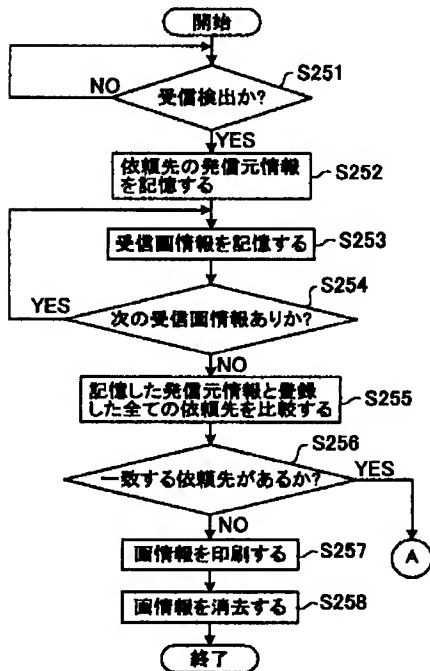 開始
S251
NO
受信検出か?
YES
依頼先の発信元情報
を記憶する
S252
受信画情報を記憶する
S253
S254
YES
次の受信画情報ありか?
NO
記憶した発信元情報と登録
した全ての依頼先を比較する
S255
S256
一致する依頼先があるか?
YES
NO
A
画情報を印刷する
S257
画情報を消去する
S258
終了